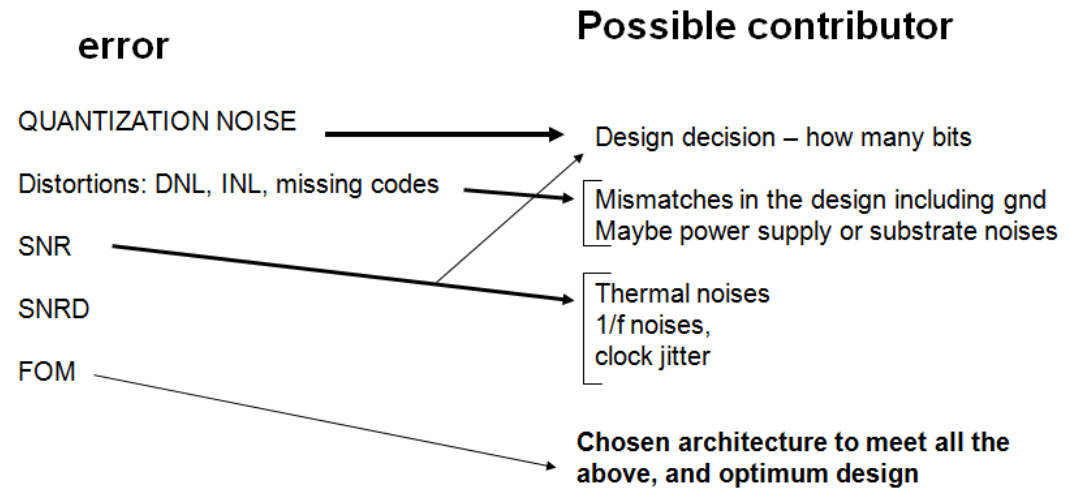 error
Possible contributor
QUANTIZATION NOISE
Design decision – how many bits
Distortions: DNL, INL, missing codes
Mismatches in the design including gnd
Maybe power supply or substrate noises
SNR
Thermal noises
1/f noises,
clock jitter
SNRD
FOM
Chosen architecture to meet all the
above, and optimum design